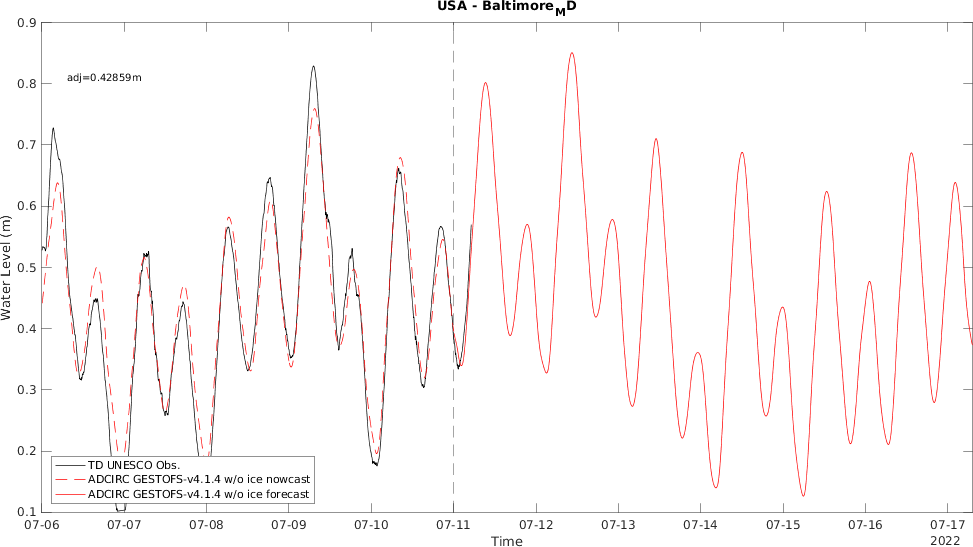 USA - Baltimore_MD
0.9
adj=0.42859m
0.8
0.7
0.6
0.5
0.4
0.3
0.2
0.1
Water Level (m)
TD UNESCO Obs.
ADCIRC GESTOFS-v4.1.4 w/o ice nowcast
ADCIRC GESTOFS-v4.1.4 w/o ice forecast
07-06 07-07 07-08 07-09 07-10 07-11 07-12 07-13 07-14 07-15 07-16 07-17
Time
2022